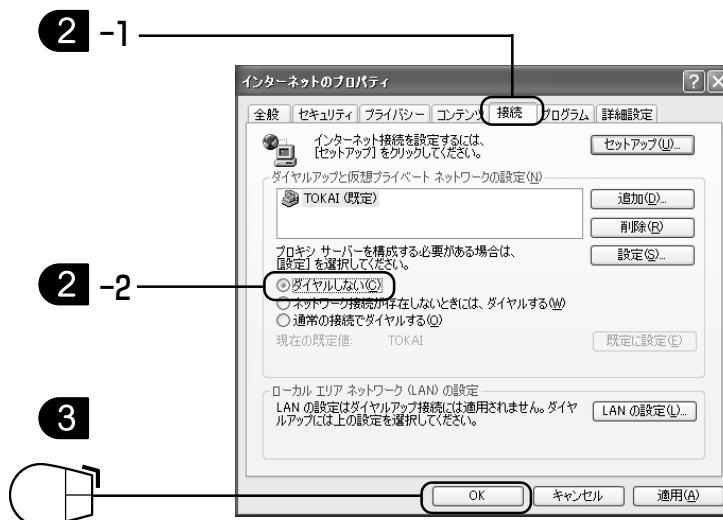 2 -1
インターネットのプロパティ
全般 セキュリティ プライバシー コンテンツ 接続 プログラム 詳細設定
インターネット接続を設定するには、
[セットアップ] をクリックしてください。
セットアップ(U)...
ダイヤルアップと仮想プライベート ネットワークの設定(N)
TOKAI (既定)
追加(D)...
削除(R)
プロキシ サーバーを構成する必要がある場合は、
[設定] を選択してください。
設定(S)...
2 -2
ダイヤルしない(C)
ネットワーク接続が存在しないときには、ダイヤルする(W)
通常の接続でダイヤルする(O)
現在の既定値: TOKAI
既定に設定(E)
ローカル エリア ネットワーク (LAN) の設定
LAN の設定はダイヤルアップ接続には適用されません。ダイヤ
ルアップには上の設定を選択してください。
LAN の設定(L)...
3
OK キャンセル 適用(A)